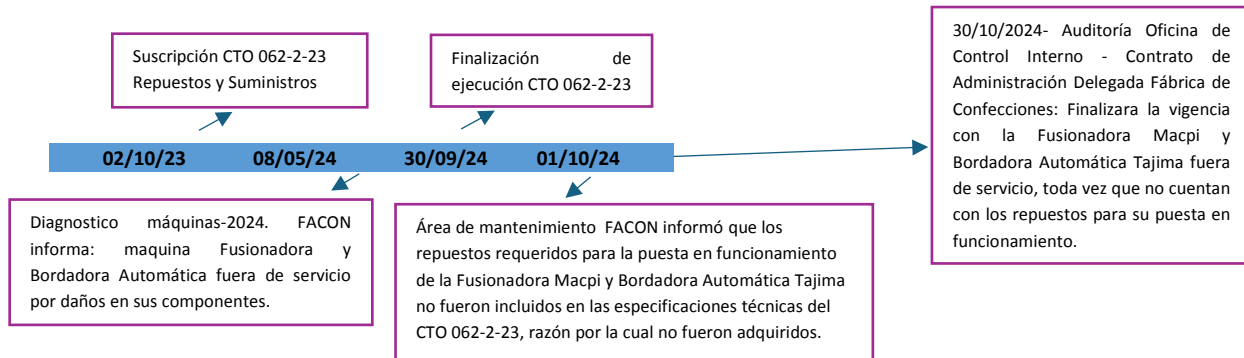 Suscripción CTO 062-2-23
Repuestos y Suministros
Finalización de
ejecución CTO 062-2-23
30/10/2024- Auditoría Oficina de
Control Interno - Contrato de
Administración Delegada Fábrica de
Confecciones: Finalizara la vigencia
con la Fusionadora Macpi y
Bordadora Automática Tajima fuera
de servicio, toda vez que no cuentan
con los repuestos para su puesta en
funcionamiento.
02/10/23 08/05/24 30/09/24 01/10/24
Diagnostico máquinas-2024. FACON
informa: maquina Fusionadora y
Bordadora Automática fuera de servicio
por daños en sus componentes.
Área de mantenimiento FACON informó que los
repuestos requeridos para la puesta en funcionamiento
de la Fusionadora Macpi y Bordadora Automática Tajima
no fueron incluidos en las especificaciones técnicas del
CTO 062-2-23, razón por la cual no fueron adquiridos.